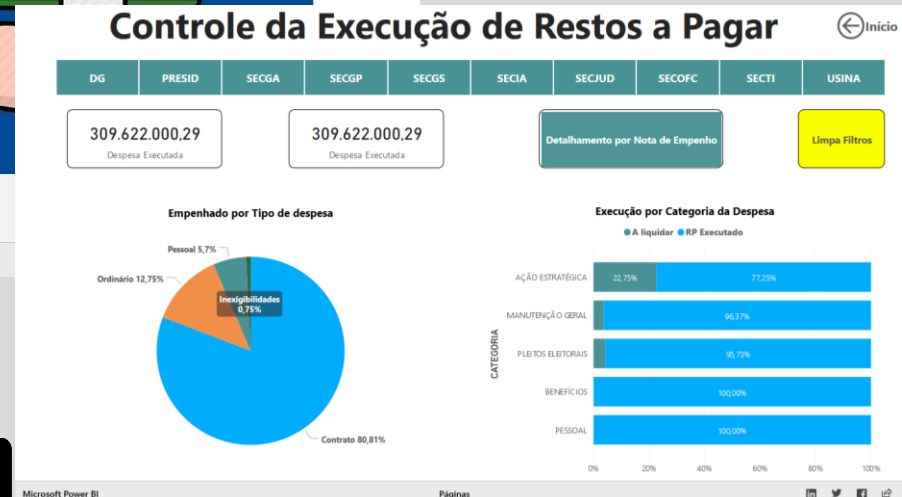 Controle da Execução de Restos a Pagar
Início
DG PRESID SECGA SECGP SECGS SECIA SECJUD SECOFC SECTI USINA
309.622.000,29
Despesa Executada
309.622.000,29
Despesa Executada
Detalhamento por Nota de Empenho
Limpa Filtros
Empenhado por Tipo de despesa
Pessoal 5,7%
Ordinário 12,75%
Inexigibilidades
0,75%
Contrato 80,81%
Execução por Categoria da Despesa
A liquidar RP Executado
CATEGORIA
AÇÃO ESTRATÉGICA 22,75% 77,25%
MANUTENÇÃO GERAL 96,37%
PLEITOS ELEITORAIS 95,73%
BENEFÍCIOS 100,00%
PESSOAL 100,00%
0% 20% 40% 60% 80% 100%
Microsoft Power BI
Páginas